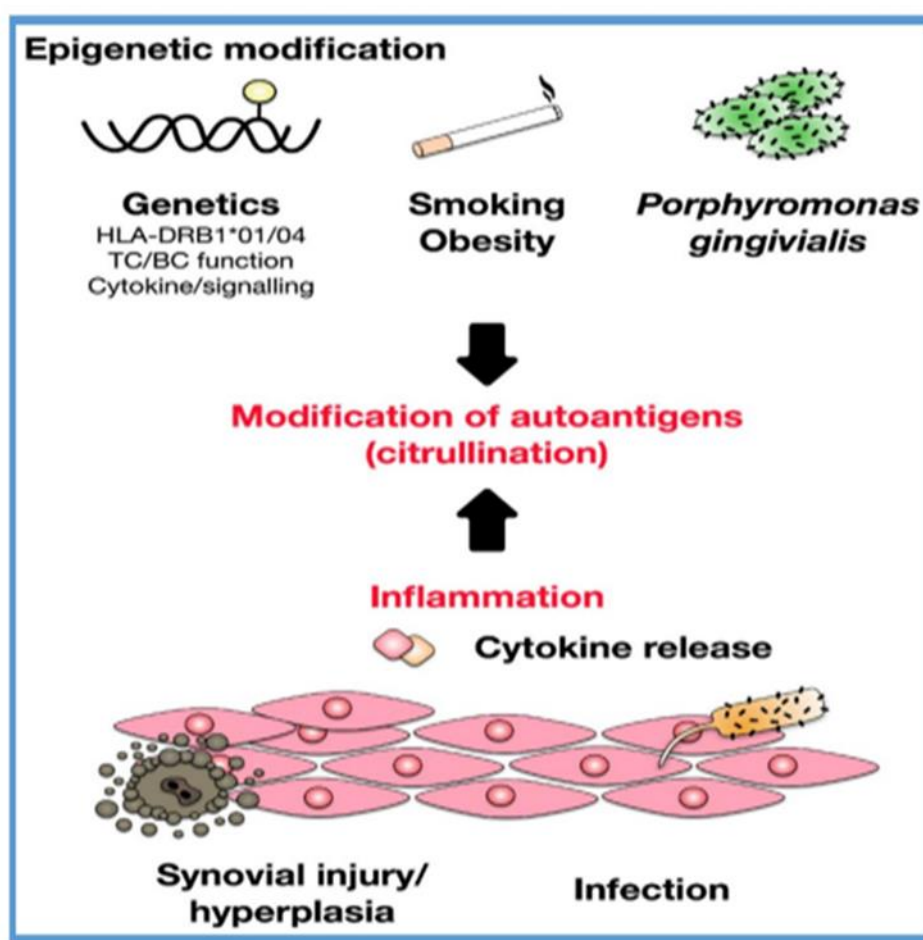 Epigenetic modification
Genetics
HLA-DRB1*01/04
TC/BC function
Cytokine/signalling
Smoking
Obesity
Porphyromonas
gingivialis
Modification of autoantigens
(citrullination)
Inflammation
Cytokine release
Synovial injury/
hyperplasia
Infection